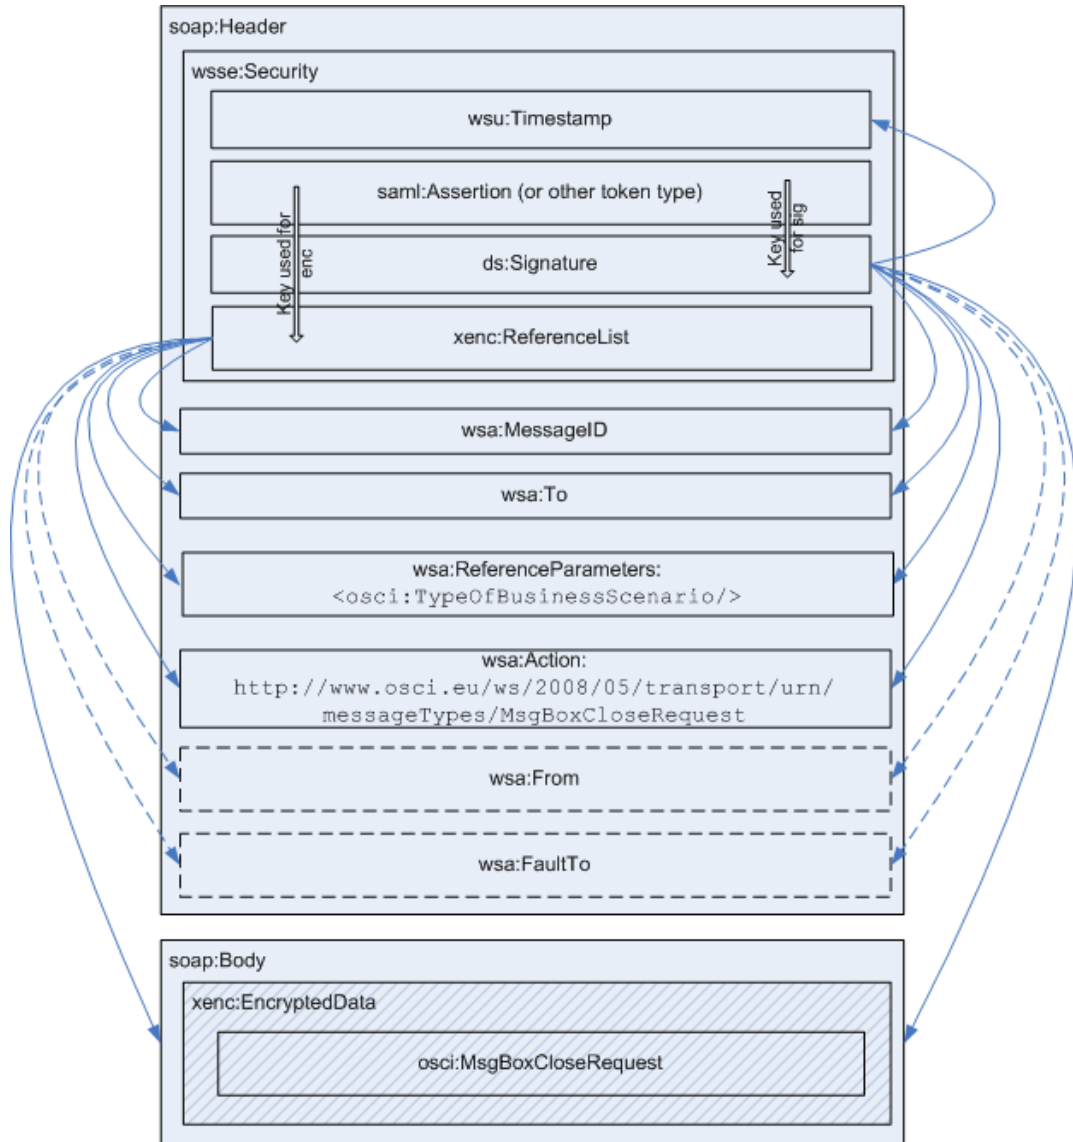 soap:Header
wsse:Security
wsu:Timestamp
saml:Assertion (or other token type)
Key used for
enc
Key used
for sig
ds:Signature
xenc:ReferenceList
wsa:MessageID
wsa:To
wsa:ReferenceParameters:
<osci:TypeOfBusinessScenario/>
wsa:Action:
http://www.osci.eu/ws/2008/05/transport/urn/
messageTypes/MsgBoxCloseRequest
wsa:From
wsa:FaultTo
soap:Body
xenc:EncryptedData
osci:MsgBoxCloseRequest